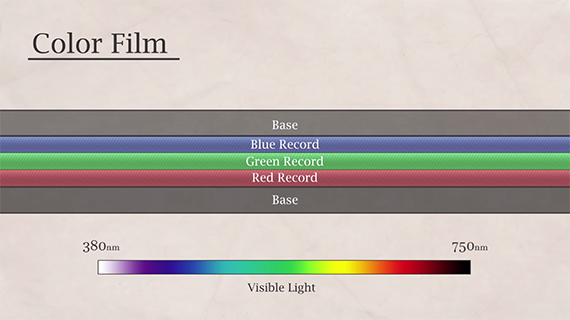 Color Film
Base
Blue Record
Green Record
Red Record
Base
380nm 750nm
Visible Light